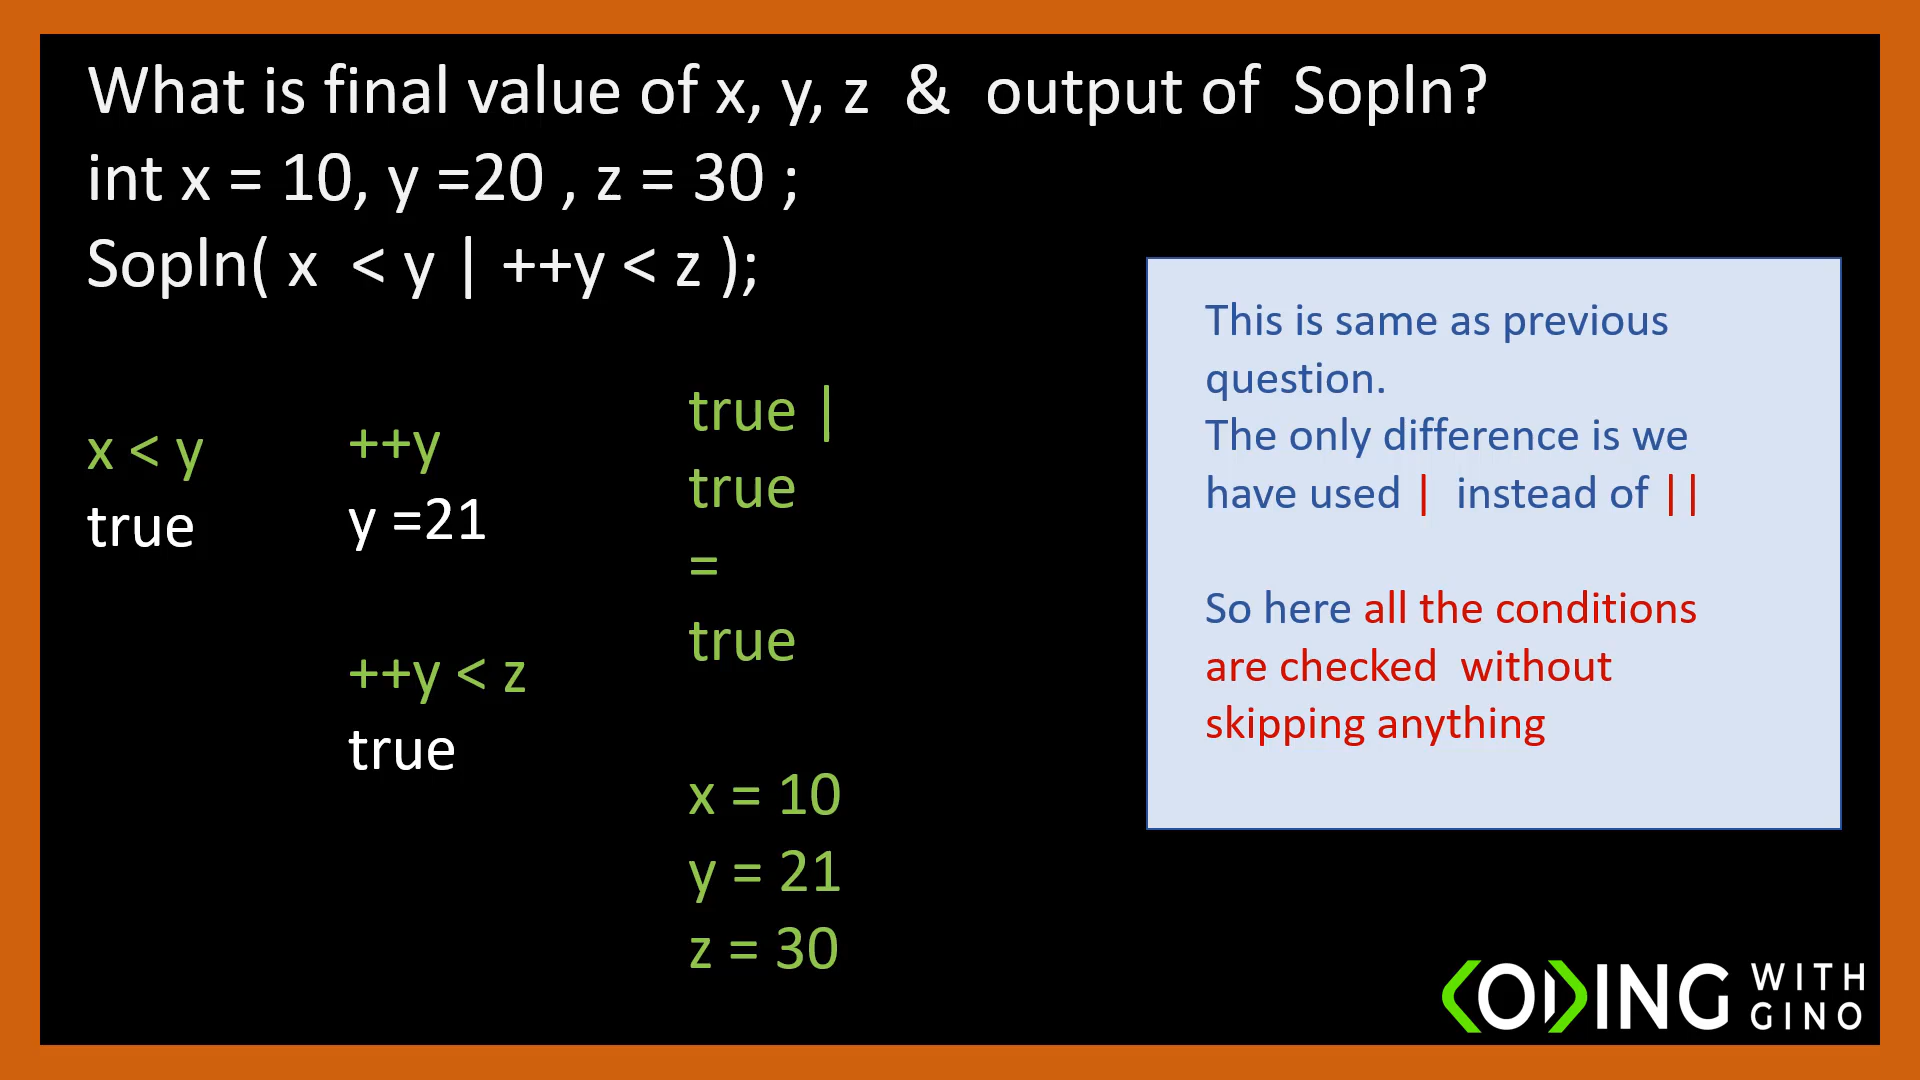 What is final value of x, y, z & output of Sopln?
int x = 10, y =20 , z = 30 ;
Sopln( x < y | ++y < z );
x < y
true
++y
y =21
++y < z
true
true |
true
=
true
x = 10
y = 21
z = 30
This is same as previous
question.
The only difference is we
have used | instead of ||
So here all the conditions
are checked without
skipping anything
CODING WITH
GINO